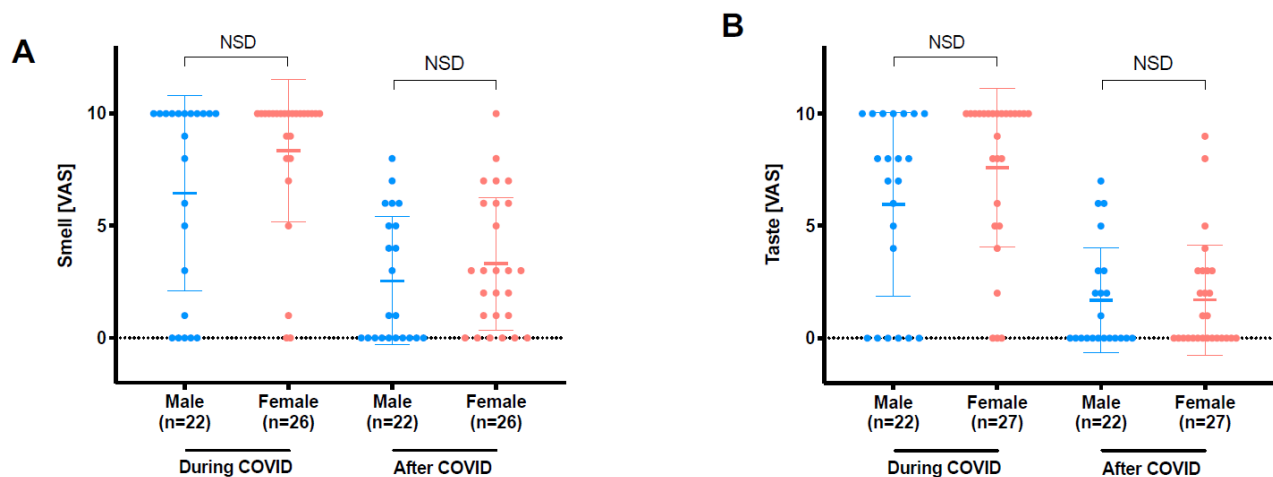 A
NSD
NSD
Smell [VAS]
10
5
0
Male
(n=22)
Female
(n=26)
Male
(n=22)
Female
(n=26)
During COVID
After COVID
B
NSD
NSD
Taste [VAS]
10
5
0
Male
(n=22)
Female
(n=27)
Male
(n=22)
Female
(n=27)
During COVID
After COVID